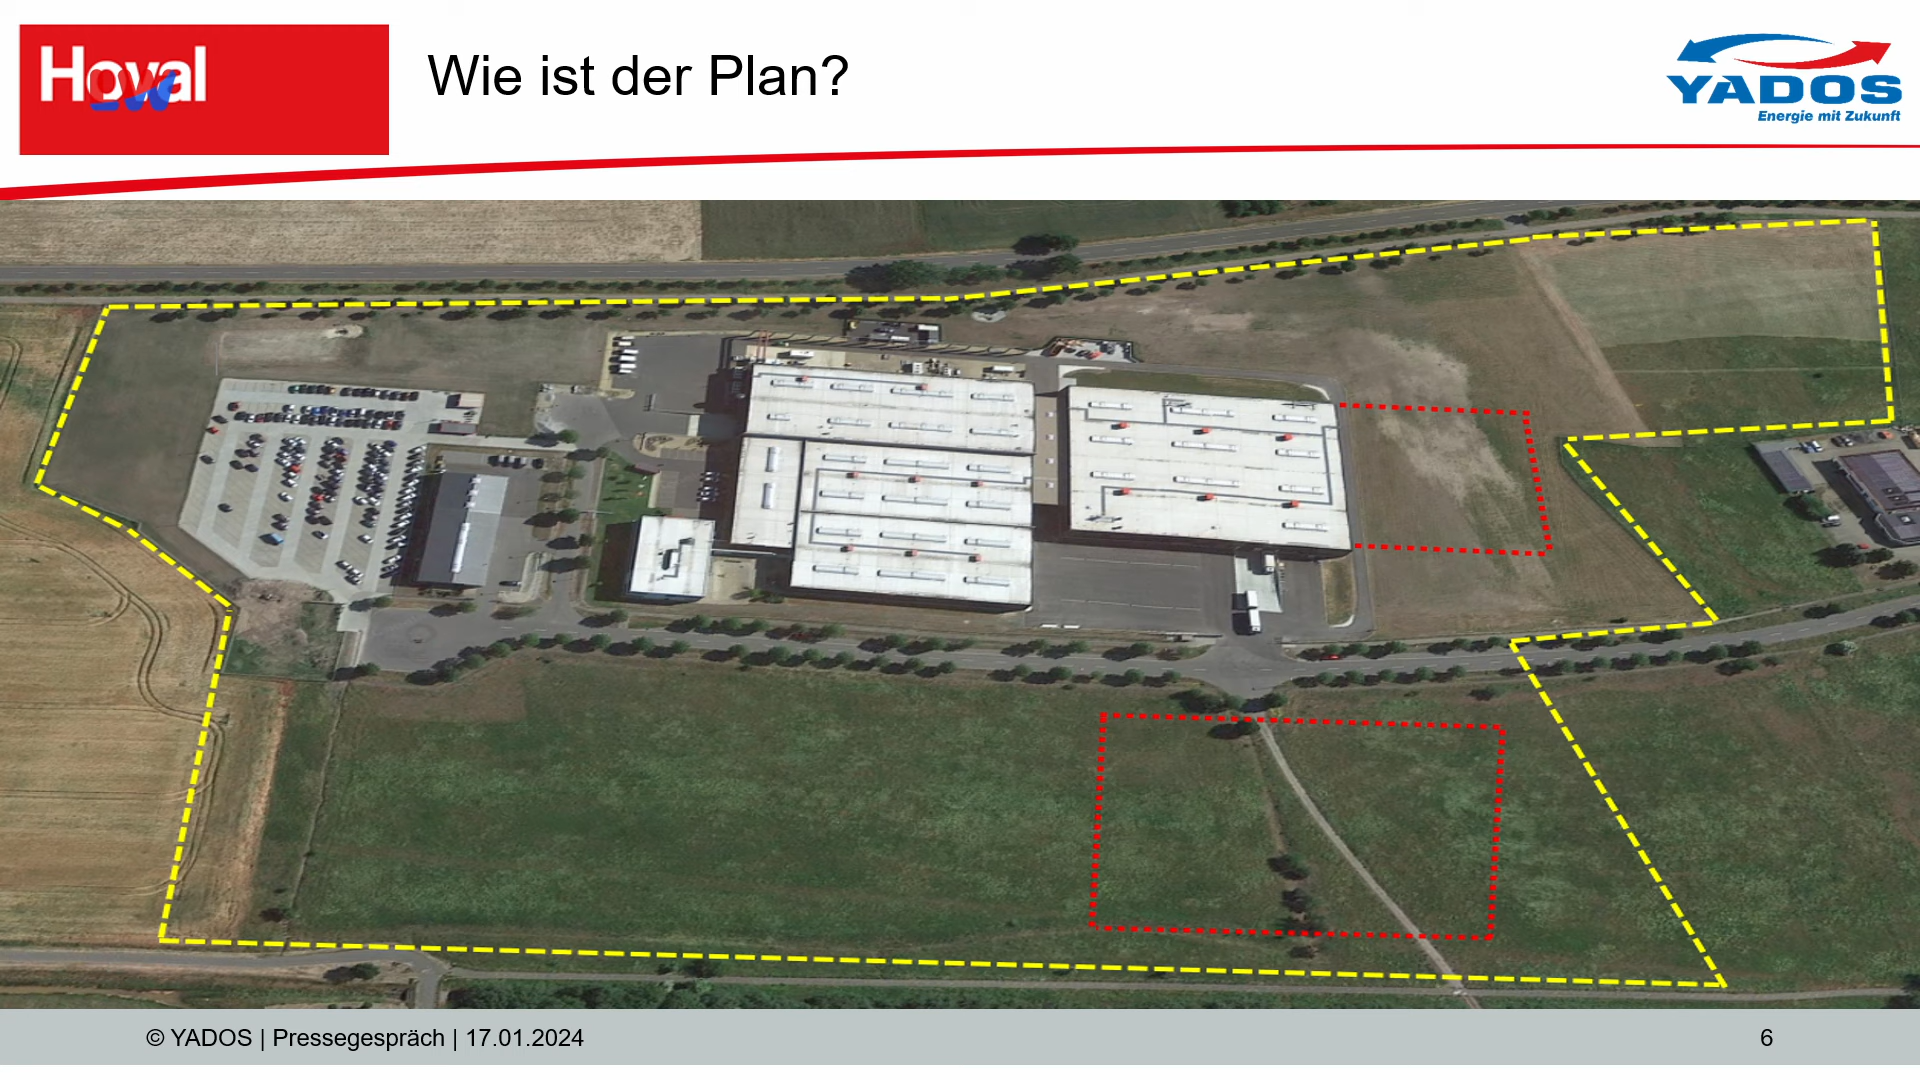 Hoval
Wie ist der Plan?
YADOS
Energie mit Zukunft
© YADOS | Pressegespräch | 17.01.2024
6